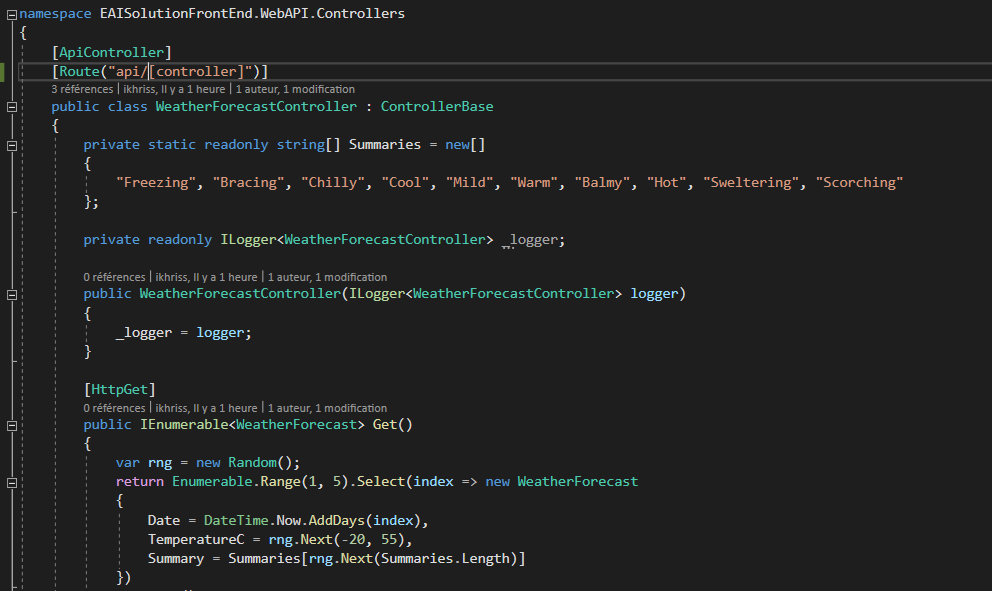 namespace EAISolutionFrontEnd.WebAPI.Controllers
{
[ApiController]
[Route("api/[controller]")]
3 références | ikhriss, Il y a 1 heure | 1 auteur, 1 modification
public class WeatherForecastController : ControllerBase
{
private static readonly string[] Summaries = new[]
{
"Freezing", "Bracing", "Chilly", "Cool", "Mild", "Warm", "Balmy", "Hot", "Sweltering", "Scorching"
};
private readonly ILogger<WeatherForecastController> _logger;
0 références | ikhriss, Il y a 1 heure | 1 auteur, 1 modification
public WeatherForecastController(ILogger<WeatherForecastController> logger)
{
_logger = logger;
}
[HttpGet]
0 références | ikhriss, Il y a 1 heure | 1 auteur, 1 modification
public IEnumerable<WeatherForecast> Get()
{
var rng = new Random();
return Enumerable.Range(1, 5).Select(index => new WeatherForecast
{
Date = DateTime.Now.AddDays(index),
TemperatureC = rng.Next(-20, 55),
Summary = Summaries[rng.Next(Summaries.Length)]
})